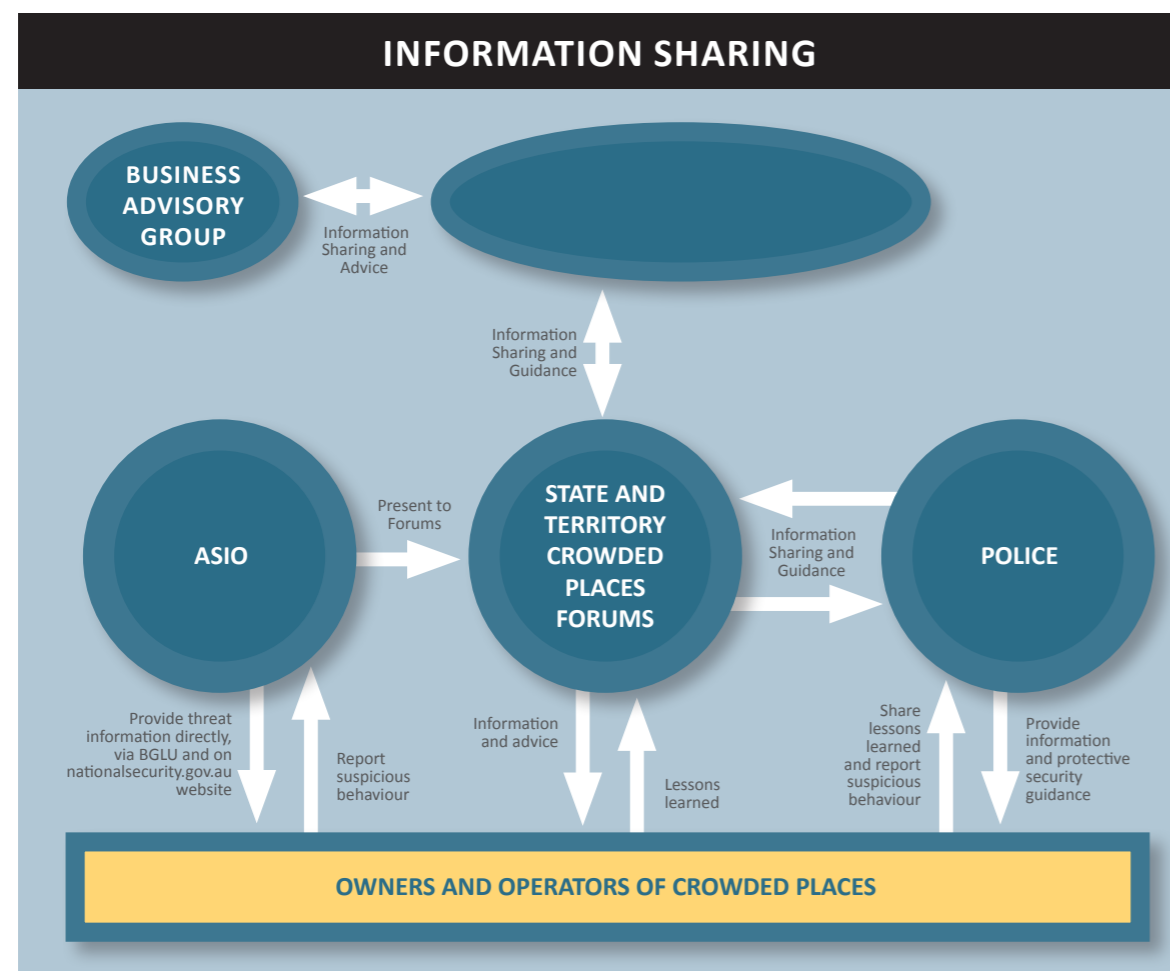 INFORMATION SHARING
BUSINESS
ADVISORY
GROUP
Information
Sharing and
Advice
Information
Sharing and
Guidance
ASIO
Present to
Forums
STATE AND
TERRITORY
CROWDED
PLACES
FORUMS
Information
Sharing and
Guidance
POLICE
Provide threat
information directly,
via BGLU and on
nationalsecurity.gov.au
website
Report
suspicious
behaviour
Information
and advice
Lessons
learned
Share
lessons
learned
and report
suspicious
behaviour
Provide
information
and protective
security
guidance
OWNERS AND OPERATORS OF CROWDED PLACES